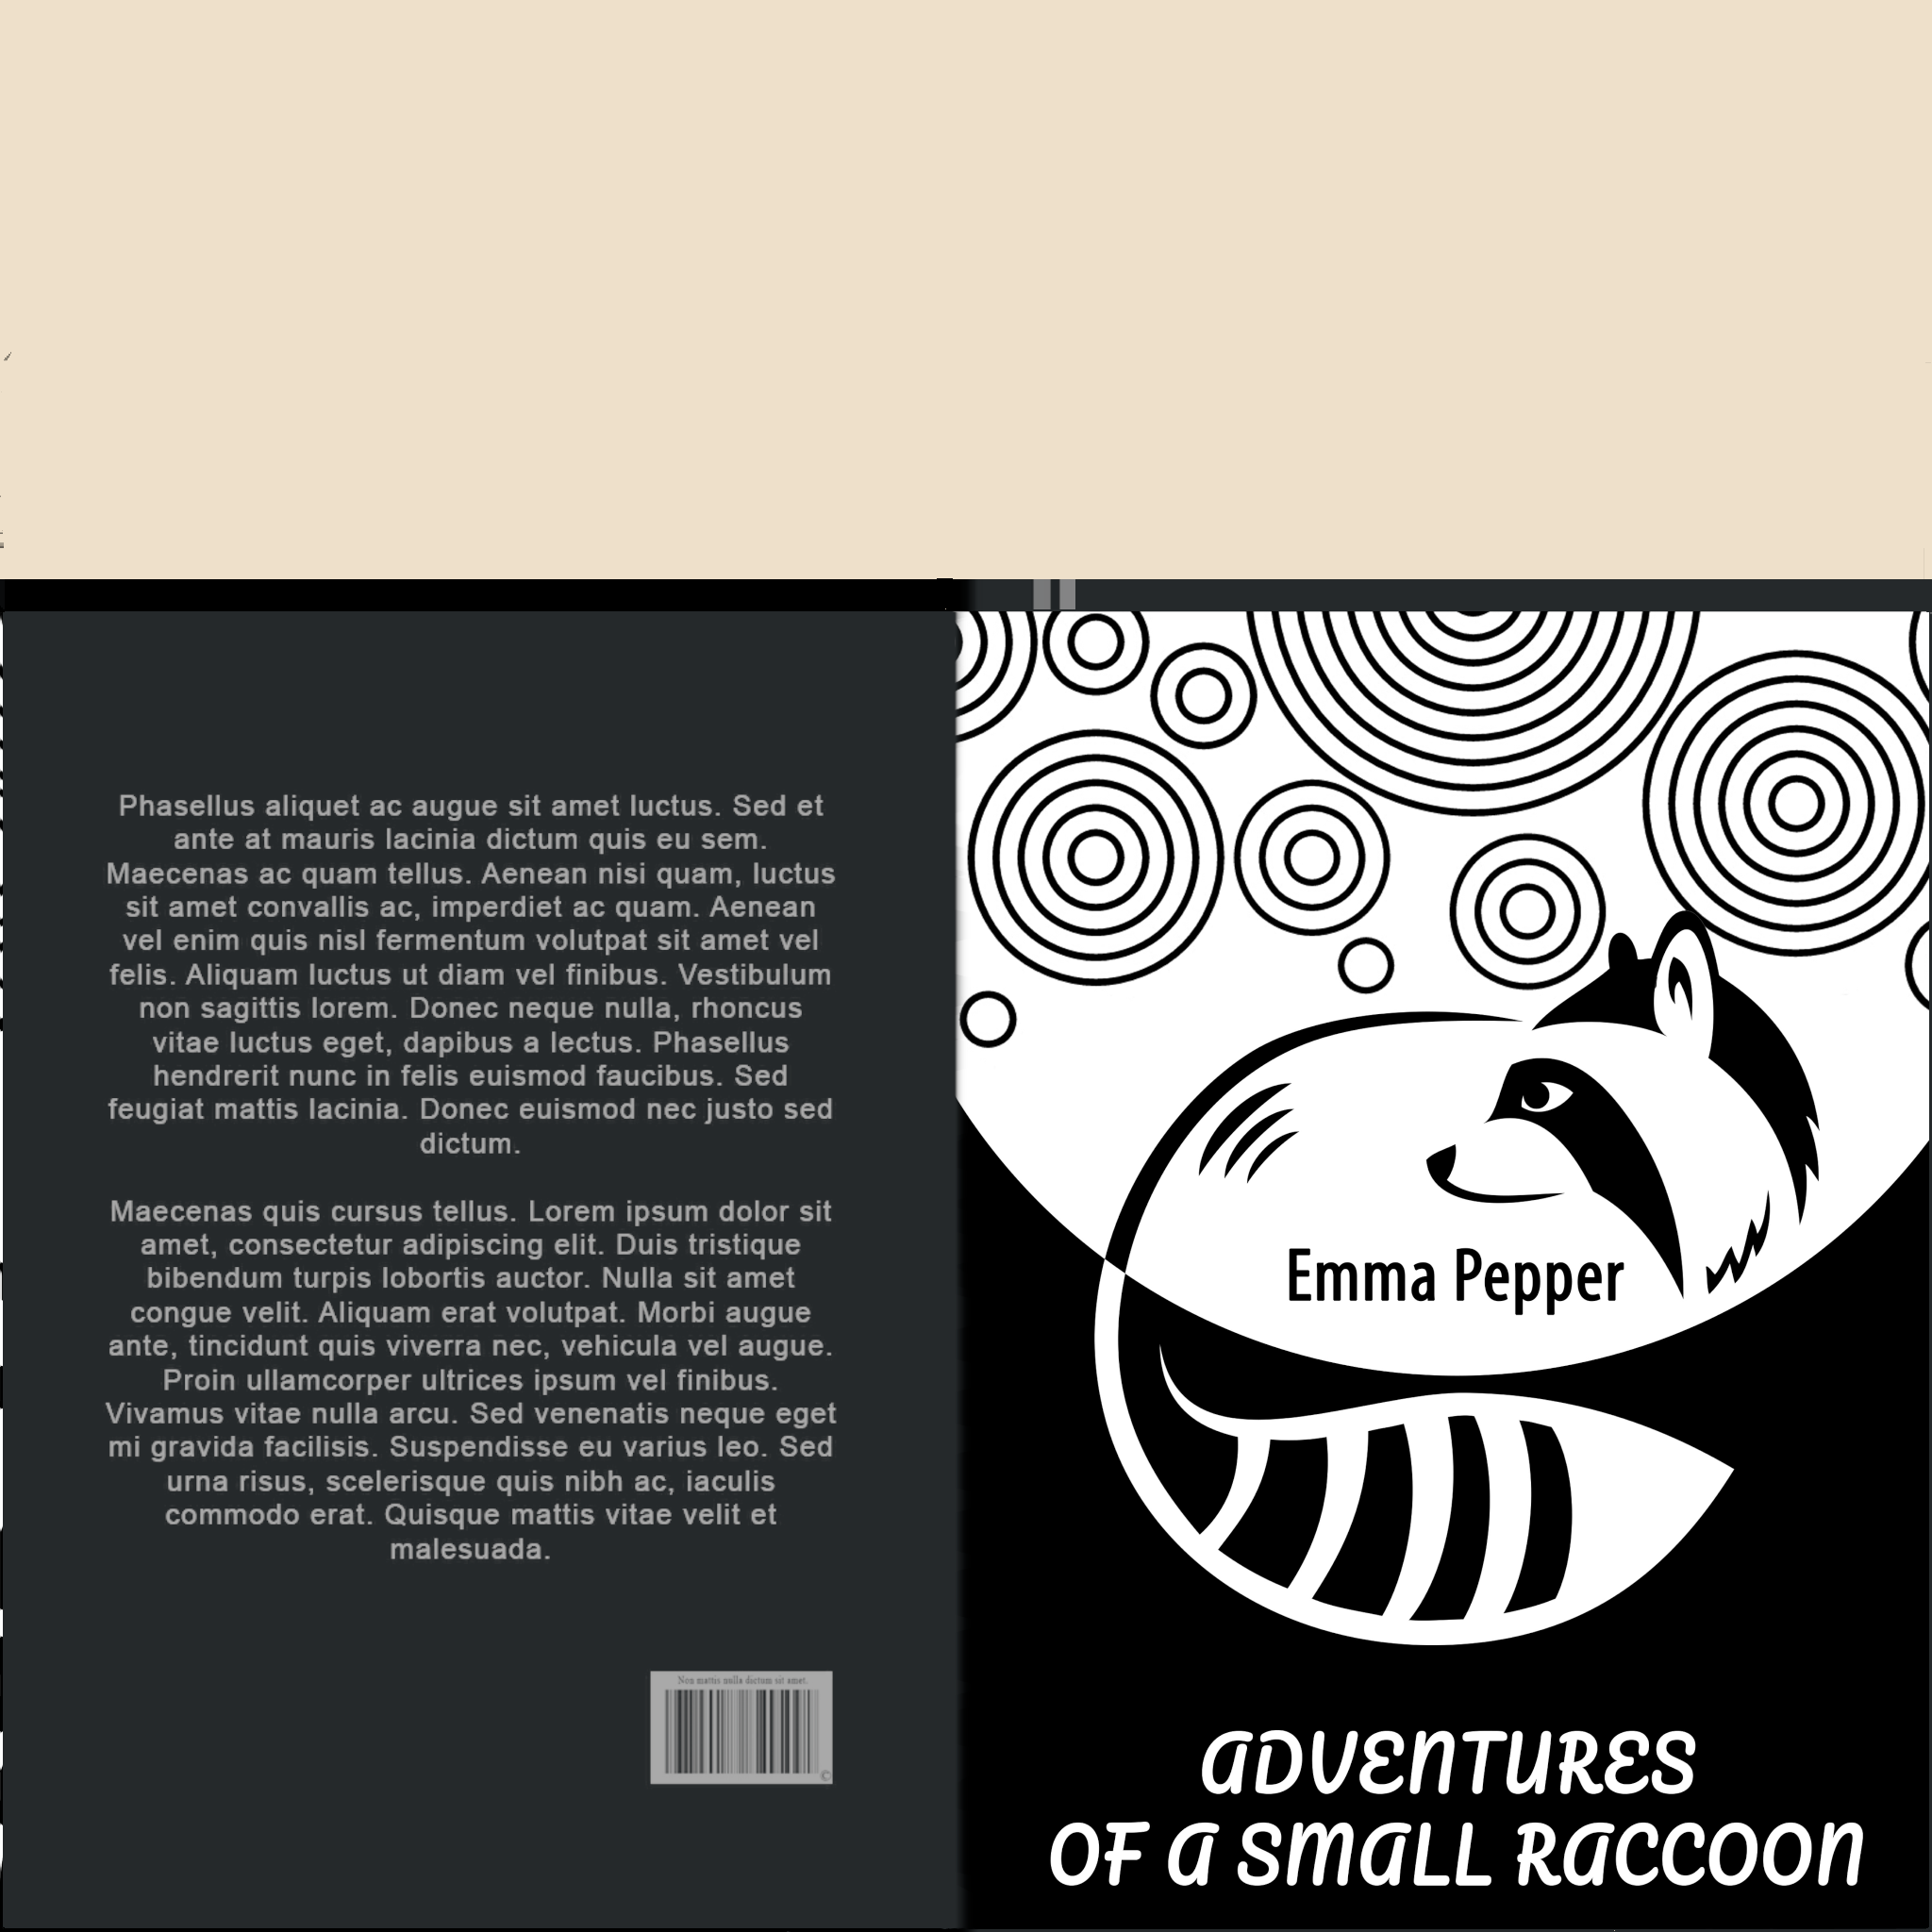 Phasellus aliquet ac augue sit amet luctus. Sed et
ante at mauris lacinia dictum quis eu sem.
Maecenas ac quam tellus. Aenean nisi quam, luctus
sit amet convallis ac, imperdiet ac quam. Aenean
vel enim quis nisl fermentum volutpat sit amet vel
felis. Aliquam luctus ut diam vel finibus. Vestibulum
non sagittis lorem. Donec neque nulla, rhoncus
vitae luctus eget, dapibus a lectus. Phasellus
hendrerit nunc in felis euismod faucibus. Sed
feugiat mattis lacinia. Donec euismod nec justo sed
dictum.
Maecenas quis cursus tellus. Lorem ipsum dolor sit
amet, consectetur adipiscing elit. Duis tristique
bibendum turpis lobortis auctor. Nulla sit amet
congue velit. Aliquam erat volutpat. Morbi augue
ante, tincidunt quis viverra nec, vehicula vel augue.
Proin ullamcorper ultrices ipsum vel finibus.
Vivamus vitae nulla arcu. Sed venenatis neque eget
mi gravida facilisis. Suspendisse eu varius leo. Sed
urna risus, scelerisque quis nibh ac, iaculis
commodo erat. Quisque mattis vitae velit et
malesuada.
Non mattis nulla dictum sit amet.
©
Emma Pepper
ADVENTURES
OF A SMALL RACCOON